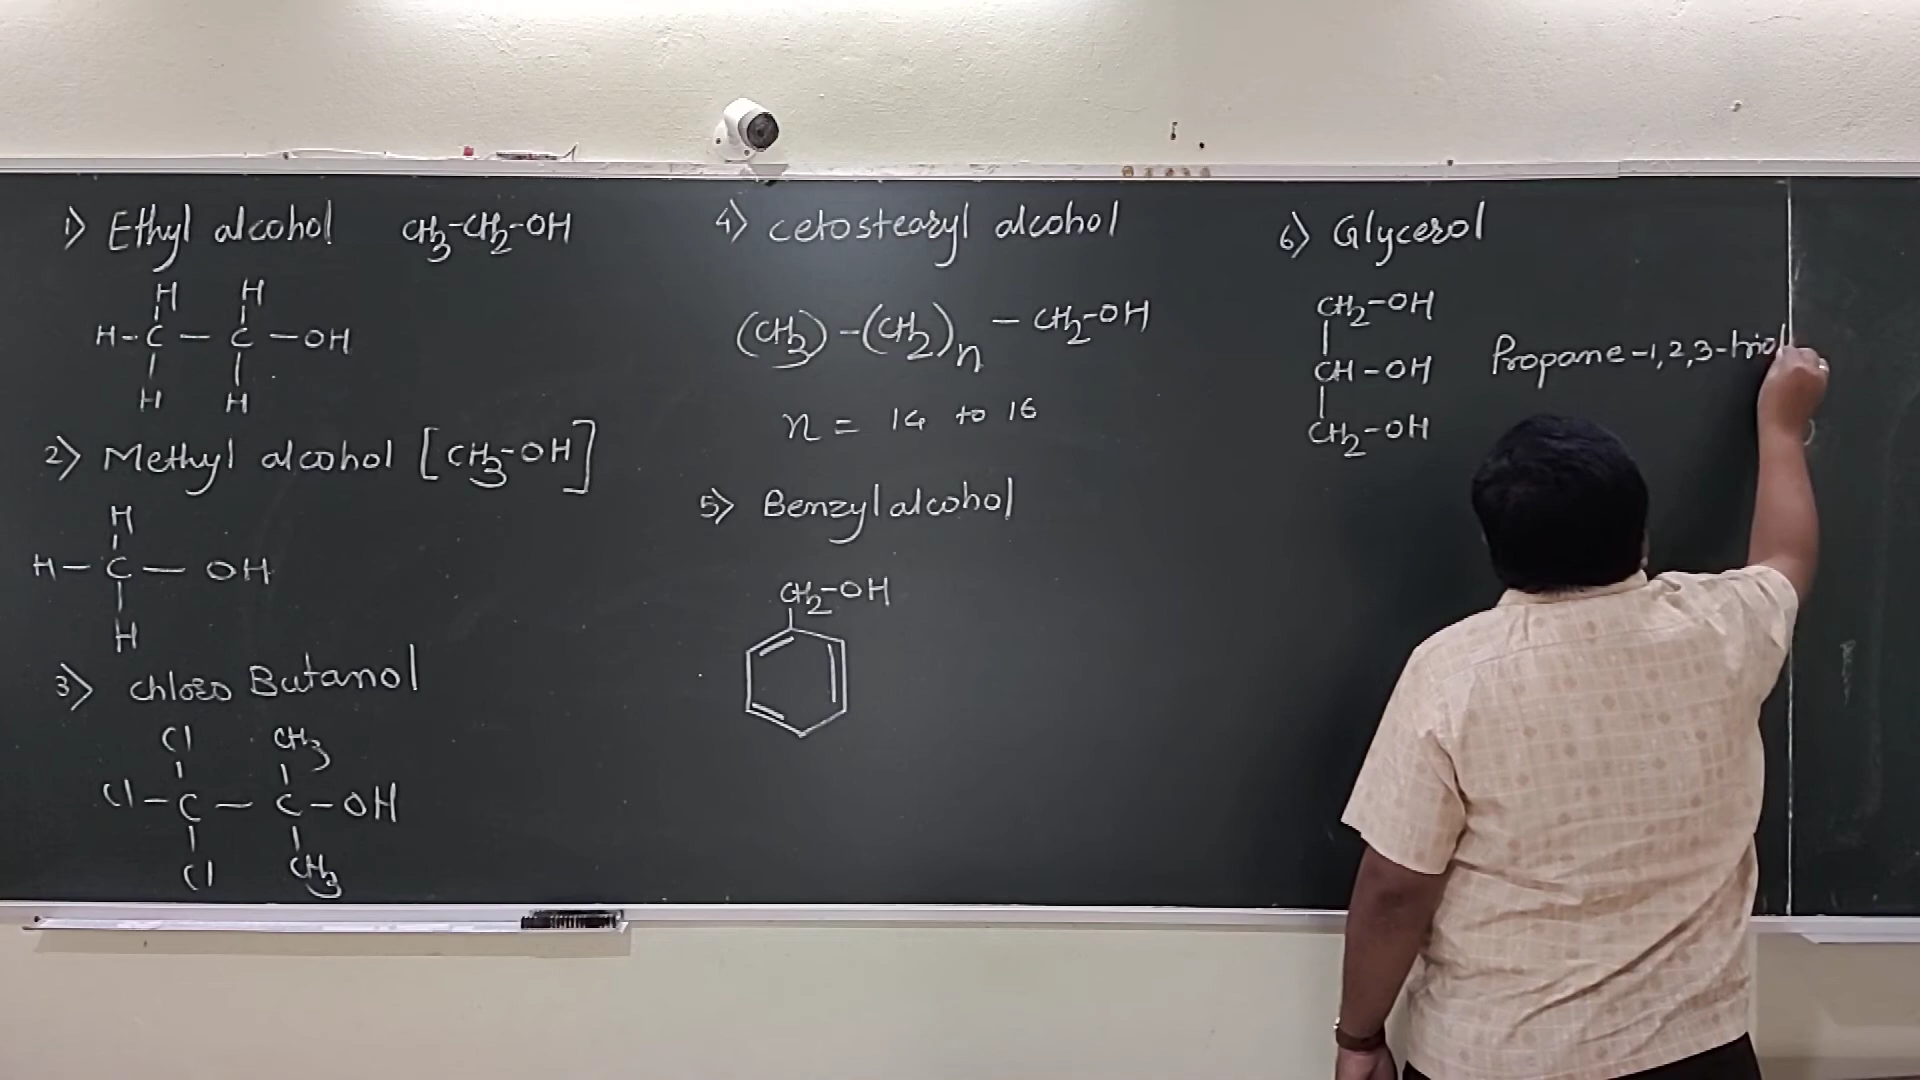 1) Ethyl alcohol CH3-CH2-OH
H H
H-C-C-OH
H H
2) Methyl alcohol [CH3-OH]
H
H-C-OH
H
3) chloro Butanol
Cl CH3
Cl-C-C-OH
Cl CH3
4) cetostearyl alcohol
(CH3)-(CH2)n-CH2-OH
n = 14 to 16
5) Benzyl alcohol
CH2-OH
6) Glycerol
CH2-OH
CH-OH
CH2-OH
Propane-1,2,3-triol